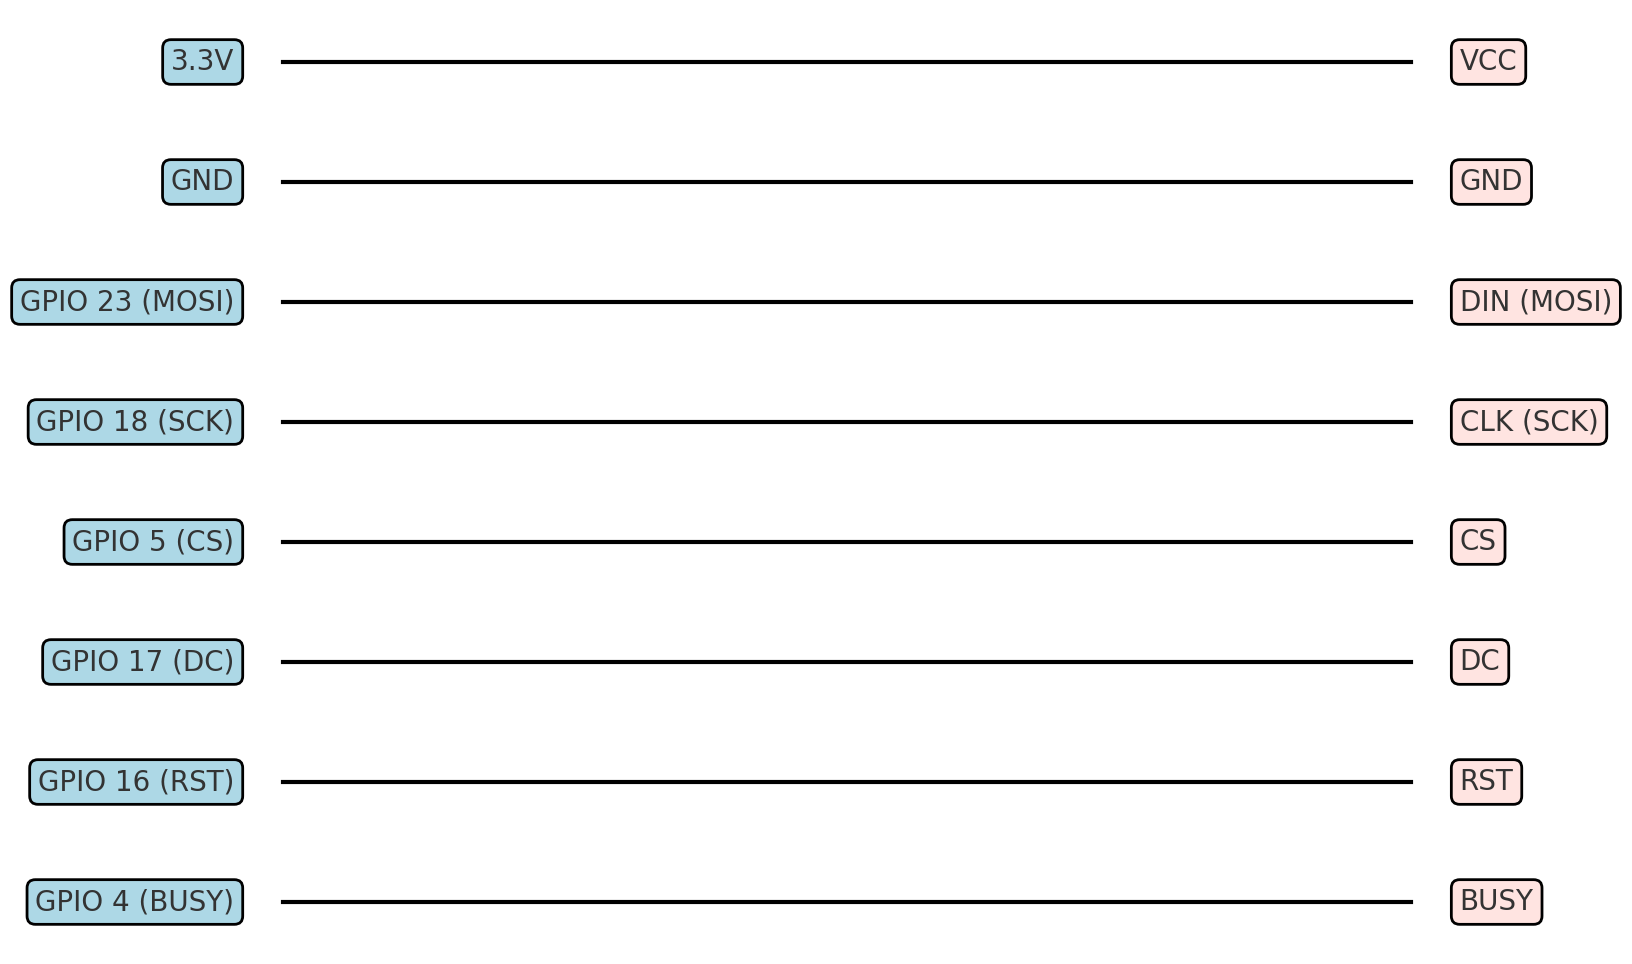 3.3V VCC
GND GND
GPIO 23 (MOSI) DIN (MOSI)
GPIO 18 (SCK) CLK (SCK)
GPIO 5 (CS) CS
GPIO 17 (DC) DC
GPIO 16 (RST) RST
GPIO 4 (BUSY) BUSY